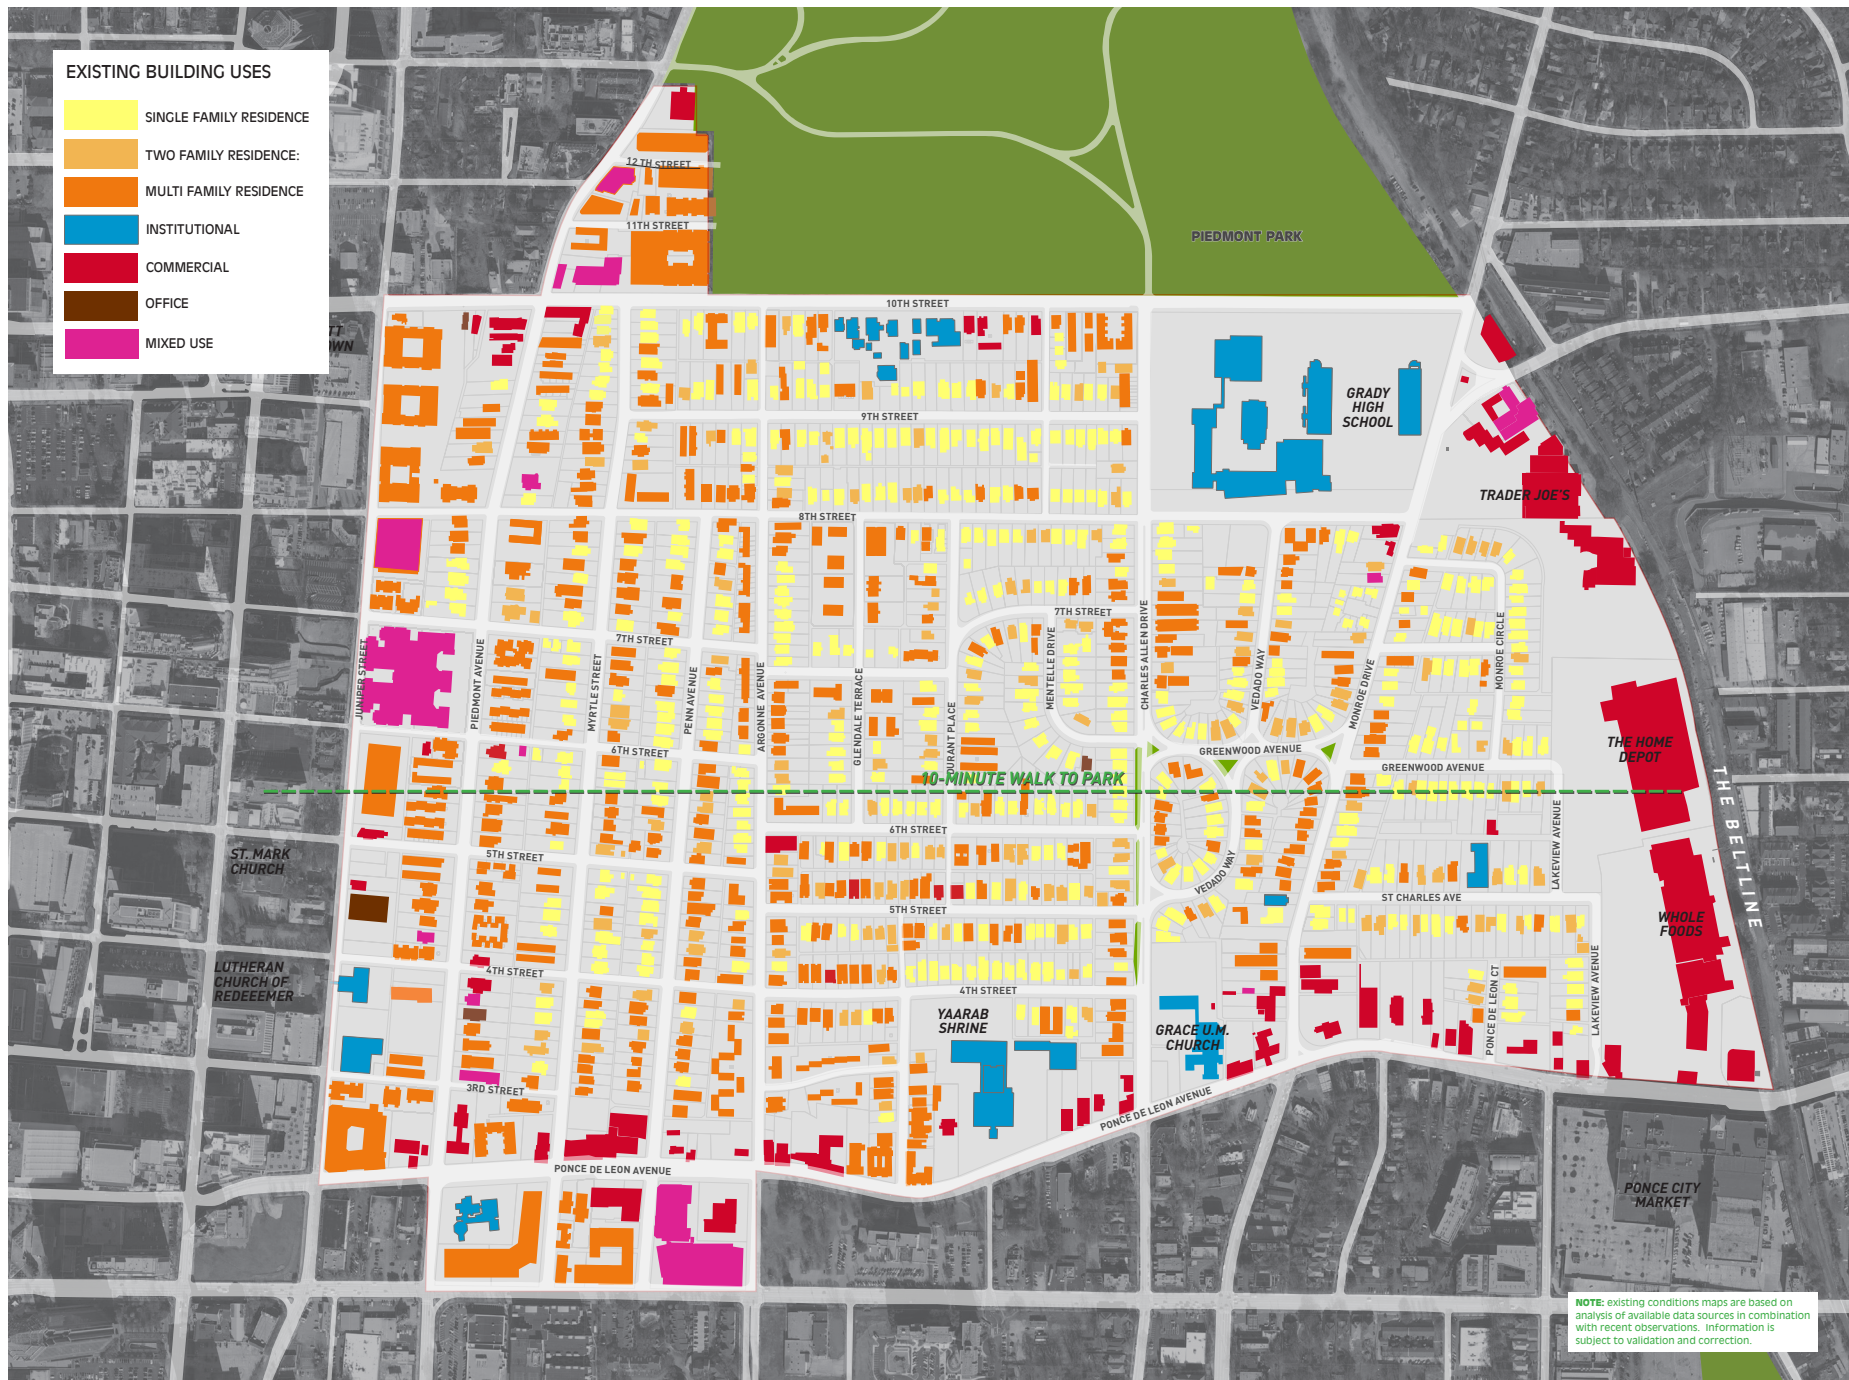 EXISTING BUILDING USES
SINGLE FAMILY RESIDENCE
TWO FAMILY RESIDENCE:
MULTI FAMILY RESIDENCE
INSTITUTIONAL
COMMERCIAL
OFFICE
MIXED USE
12 TH STREET
11TH STREET
PIEDMONT PARK
10TH STREET
TT
OWN
GRADY
HIGH
SCHOOL
9TH STREET
TRADER JOE'S
8TH STREET
7TH STREET
7TH STREET
JUNIPER STREET
PIEDMONT AVENUE
MYRTLE STREET
PENN AVENUE
ARGONNE AVENUE
GLENDALE TERRACE
DURANT PLACE
MENTELLE DRIVE
CHARLES ALLEN DRIVE
VEDADO WAY
MONROE DRIVE
MONROE CIRCLE
6TH STREET
GREENWOOD AVENUE
GREENWOOD AVENUE
THE HOME
DEPOT
10-MINUTE WALK TO PARK
THE BELTLINE
6TH STREET
5TH STREET
ST. MARK
CHURCH
VEDADO WAY
LAKEVIEW AVENUE
ST CHARLES AVE
5TH STREET
WHOLE
FOODS
LUTHERAN
CHURCH OF
REDEEEMER
4TH STREET
4TH STREET
YAARAB
SHRINE
GRACE U.M.
CHURCH
PONCE DE LEON CT
LAKEVIEW AVENUE
3RD STREET
PONCE DE LEON AVENUE
PONCE DE LEON AVENUE
PONCE CITY
MARKET
NOTE: existing conditions maps are based on
analysis of available data sources in combination
with recent observations. Information is
subject to validation and correction.